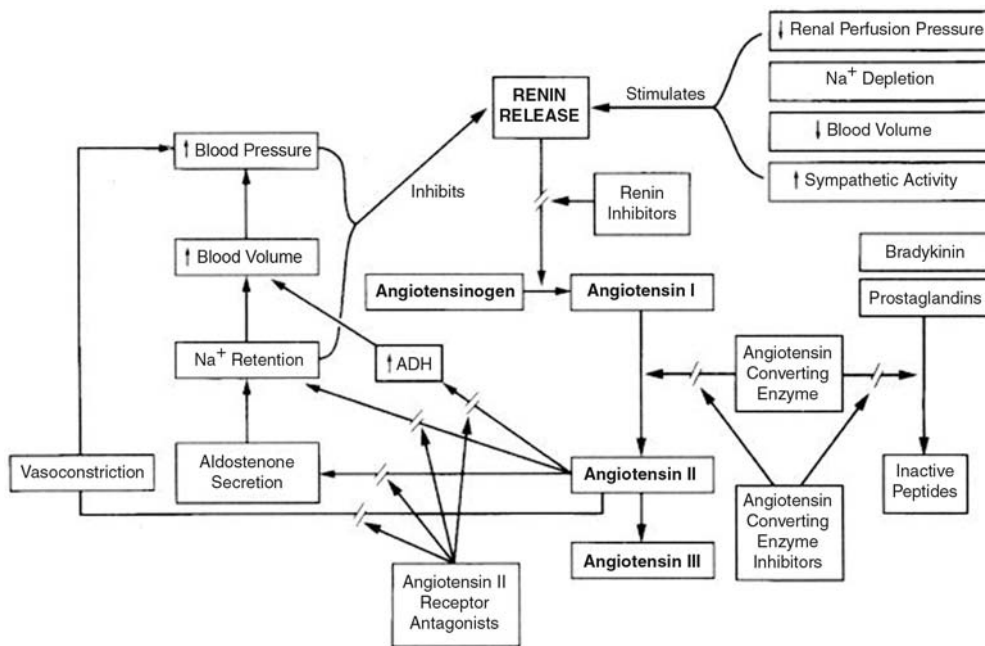 ↓ Renal Perfusion Pressure
Na⁺ Depletion
↓ Blood Volume
↑ Sympathetic Activity
Stimulates
RENIN
RELEASE
↑ Blood Pressure
Inhibits
Renin
Inhibitors
↑ Blood Volume
Bradykinin
Angiotensinogen
Angiotensin I
Prostaglandins
Na⁺ Retention
↑ ADH
Angiotensin
Converting
Enzyme
Vasoconstriction
Aldostenone
Secretion
Angiotensin II
Inactive
Peptides
Angiotensin
Converting
Enzyme
Inhibitors
Angiotensin III
Angiotensin II
Receptor
Antagonists